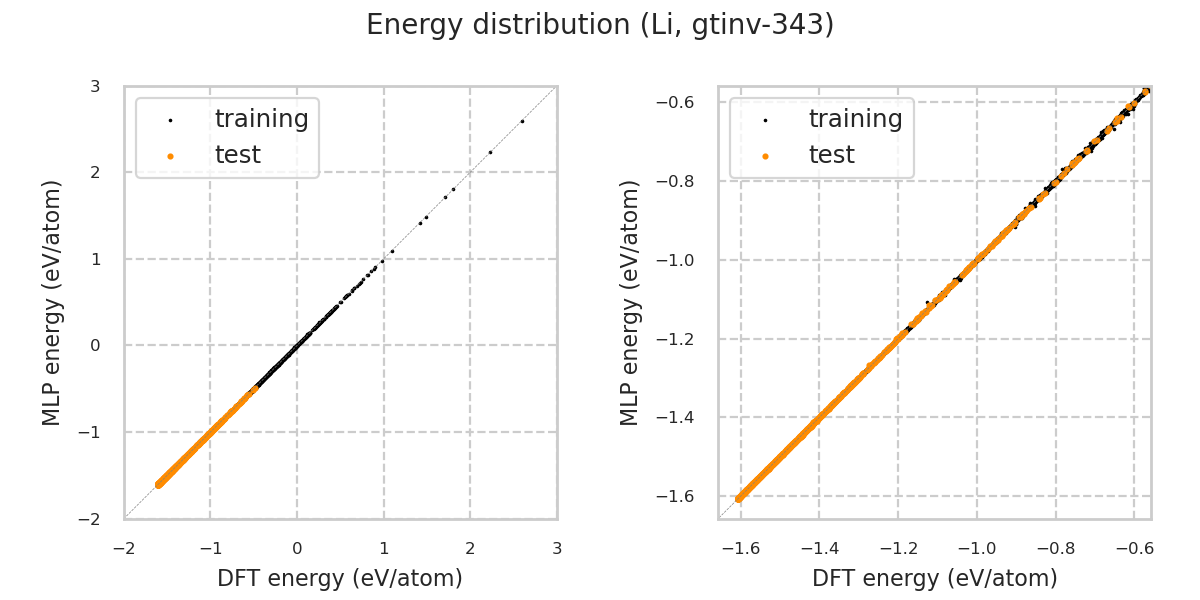 Energy distribution (Li, gtinv-343)
training
test
3
2
1
0
−1
−2
−2
−1
0
1
2
3
MLP energy (eV/atom)
DFT energy (eV/atom)
training
test
−0.6
−0.8
−1.0
−1.2
−1.4
−1.6
−1.6
−1.4
−1.2
−1.0
−0.8
−0.6
MLP energy (eV/atom)
DFT energy (eV/atom)